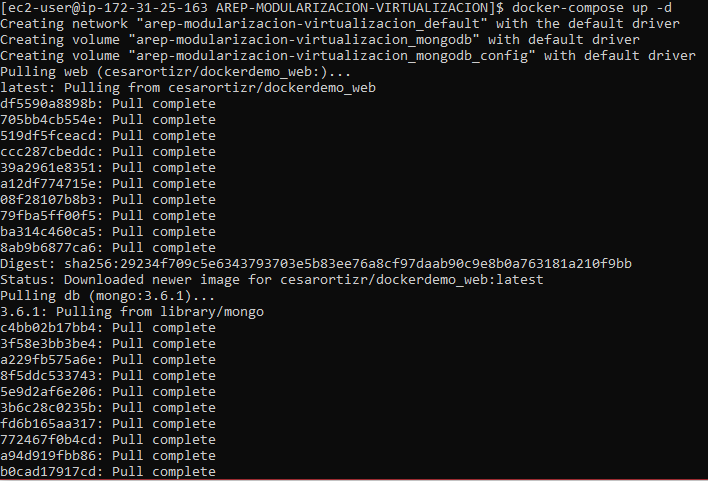 [ec2-user@ip-172-31-25-163 AREP-MODULARIZACION-VIRTUALIZACION]$ docker-compose up -d
Creating network "arep-modularizacion-virtualizacion_default" with the default driver
Creating volume "arep-modularizacion-virtualizacion_mongodb" with default driver
Creating volume "arep-modularizacion-virtualizacion_mongodb_config" with default driver
Pulling web (cesarortizr/dockerdemo_web:)...
latest: Pulling from cesarortizr/dockerdemo_web
df5590a8898b: Pull complete
705bb4cb554e: Pull complete
519df5fceacd: Pull complete
ccc287cbeddc: Pull complete
39a2961e8351: Pull complete
a12df774715e: Pull complete
08f28107b8b3: Pull complete
79fba5ff00f5: Pull complete
ba314c460ca5: Pull complete
8ab9b6877ca6: Pull complete
Digest: sha256:29234f709c5e6343793703e5b83ee76a8cf97daab90c9e8b0a763181a210f9bb
Status: Downloaded newer image for cesarortizr/dockerdemo_web:latest
Pulling db (mongo:3.6.1)...
3.6.1: Pulling from library/mongo
c4bb02b17bb4: Pull complete
3f58e3bb3be4: Pull complete
a229fb575a6e: Pull complete
8f5ddc533743: Pull complete
5e9d2af6e206: Pull complete
3b6c28c0235b: Pull complete
fd6b165aa317: Pull complete
772467f0b4cd: Pull complete
a94d919fbb86: Pull complete
b0cad17917cd: Pull complete